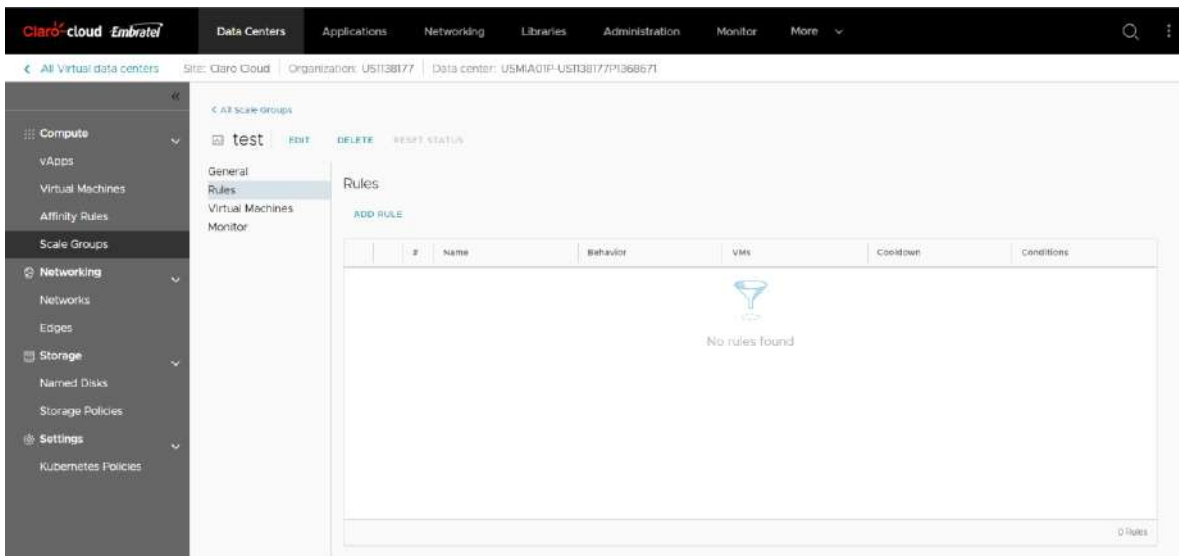 Claro-cloud Embratel Data Centers Applications Networking Libraries Administration Monitor More
All Virtual data centers Site: Claro Cloud Organization: US1138177 Data center: USMIA01P-US1138177P1368671
«
< All Scale Groups
test EDIT DELETE RESET STATUS
Compute
vApps
Virtual Machines
Affinity Rules
Scale Groups
Networking
Networks
Edges
Storage
Named Disks
Storage Policies
Settings
Kubernetes Policies
General
Rules
Virtual Machines
Monitor
Rules
ADD RULE
# Name Behavior VMs Cooldown Conditions
No rules found
0 Rules